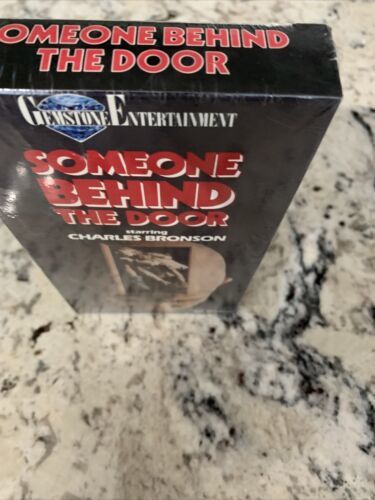 SOMEONE BEHIND
THE DOOR
GEMSTONE ENTERTAINMENT
SOMEONE
BEHIND
THE DOOR
starring
CHARLES BRONSON